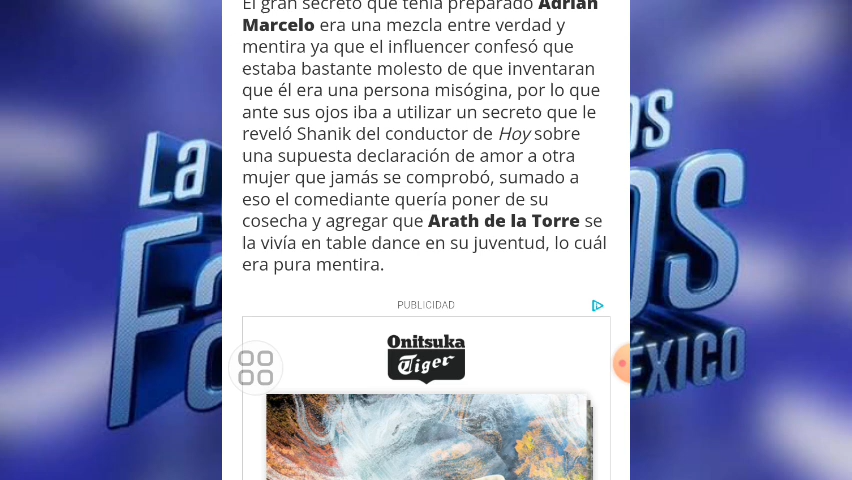 El gran secreto que tenía preparado Adrián
Marcelo era una mezcla entre verdad y
mentira ya que el influencer confesó que
estaba bastante molesto de que inventaran
que él era una persona misógina, por lo que
ante sus ojos iba a utilizar un secreto que le
reveló Shanik del conductor de Hoy sobre
una supuesta declaración de amor a otra
mujer que jamás se comprobó, sumado a
eso el comediante quería poner de su
cosecha y agregar que Arath de la Torre se
la vivía en table dance en su juventud, lo cuál
era pura mentira.
PUBLICIDAD
Onitsuka
Tiger
La
os
ÉXICO